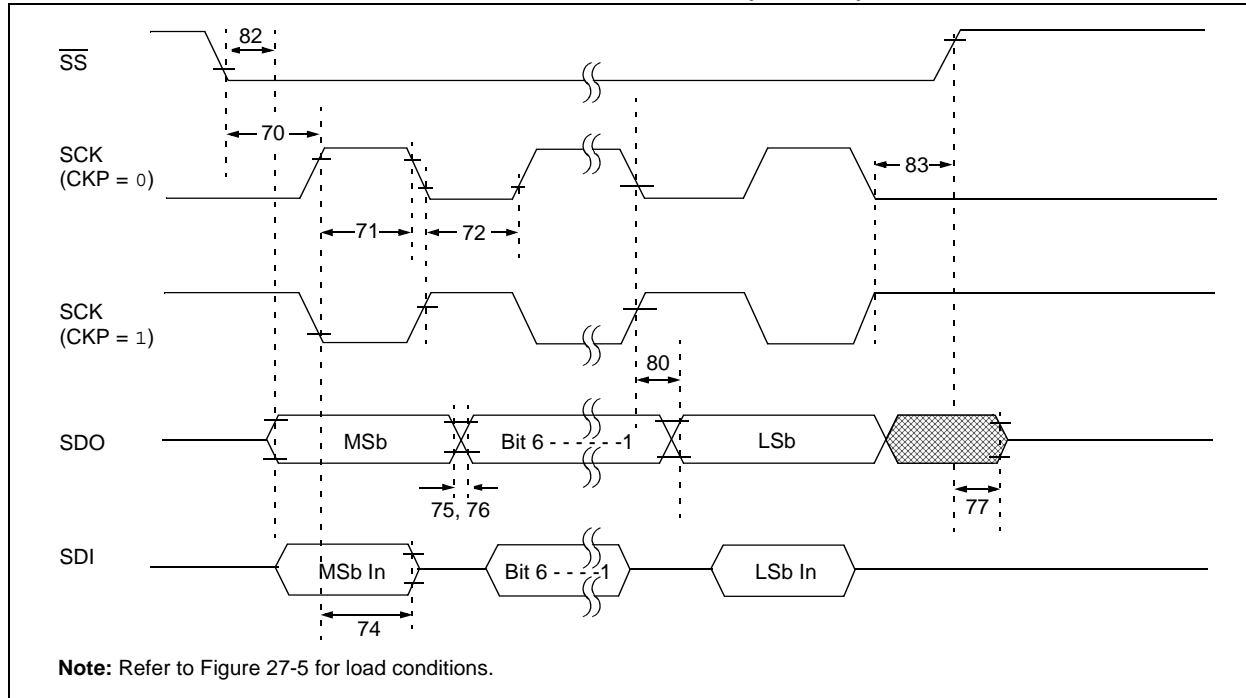 82
SS
70
SCK
(CKP = 0)
83
71
72
SCK
(CKP = 1)
80
SDO
MSb
Bit 6 - - - - - -1
LSb
75, 76
77
SDI
MSb In
Bit 6 - - - -1
LSb In
74
Note: Refer to Figure 27-5 for load conditions.